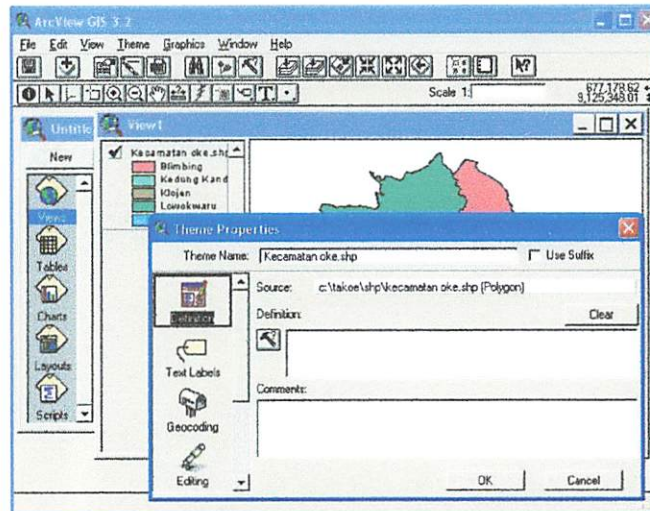 ArcView GIS 3.2
File Edit View Theme Graphics Window Help
Scale 1:
677,178.62
9,125,348.01
Untitle
View1
New
Kecamatan oke.shp
Blimbing
Kedung Kand
Klojen
Lowokwaru
Views
Tables
Charts
Layouts
Scripts
Theme Properties
Theme Name: Kecamatan oke.shp
Use Suffix
Source: c:\takoe\shp\kecamatan oke.shp (Polygon)
Definition:
Clear
Definition
Text Labels
Geocoding
Editing
Comments:
OK Cancel